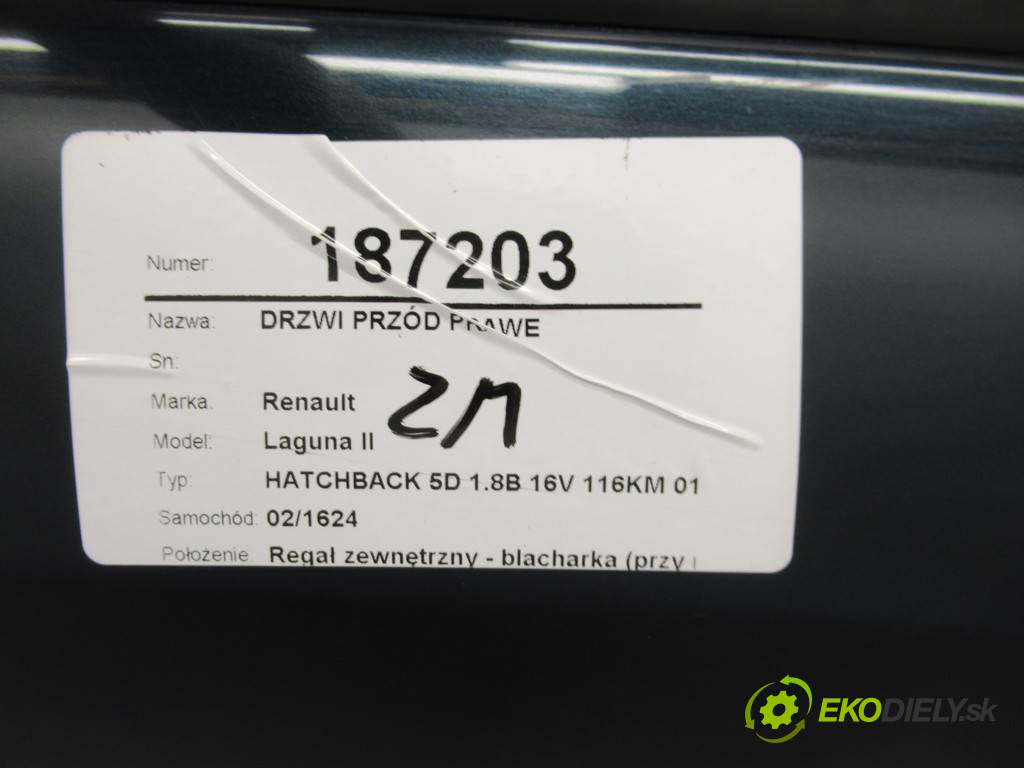 Numer: 187203
Nazwa: DRZWI PRZÓD PRAWE
Sn:
Marka: Renault
Model: Laguna II
Typ: HATCHBACK 5D 1.8B 16V 116KM 01
Samochód: 02/1624
Położenie Regał zewnętrzny - blacharka (przy
EKODIELY.sk